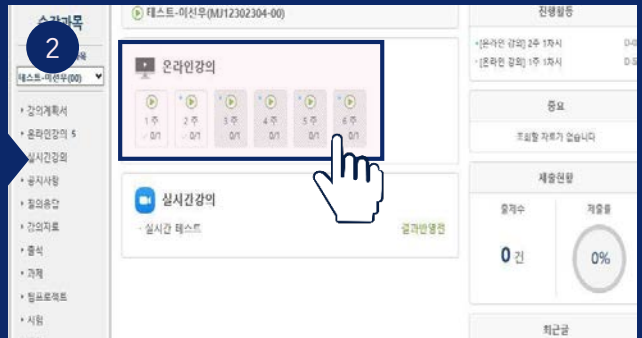 2
테스트-이선우(00)
강의계획서
온라인강의 5
실시간강의
공지사항
질의응답
강의자료
출석
과제
팀프로젝트
시험
테스트-미선우(MJ12302304-00)
온라인강의
1 주 2 주 3 주 4 주 5 주 6 주
0/1 0/1 0/1 0/1 0/1 0/1
실시간강의
실시간 테스트 결과반영전
진행활동
[온라인 강의] 2주 1차시
[온라인 강의] 1주 1차시
중요
조회할 자료가 없습니다
제출현황
출제수 제출률
0 건 0%
최근글